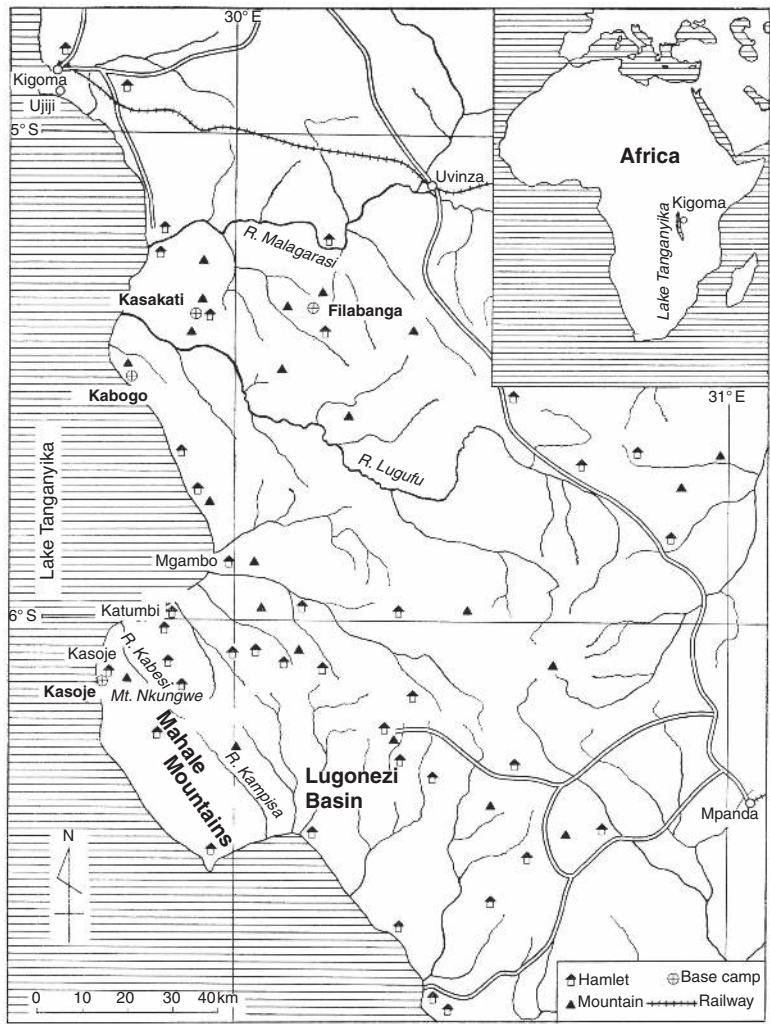 30° E
Kigoma
Ujiji
5° S
Uvinza
Africa
Kigoma
Lake Tanganyika
R. Malagarasi
Kasakati
Filabanga
Kabogo
31° E
R. Lugufu
Lake Tanganyika
Mgambo
Katumbi
6° S
Kasoje
R. Kabesi
Kasoje
Mt. Nkungwe
Mahale
Mountains
R. Kampisa
Lugonezi
Basin
Mpanda
N
0 10 20 30 40 km
Hamlet
Base camp
Mountain
Railway